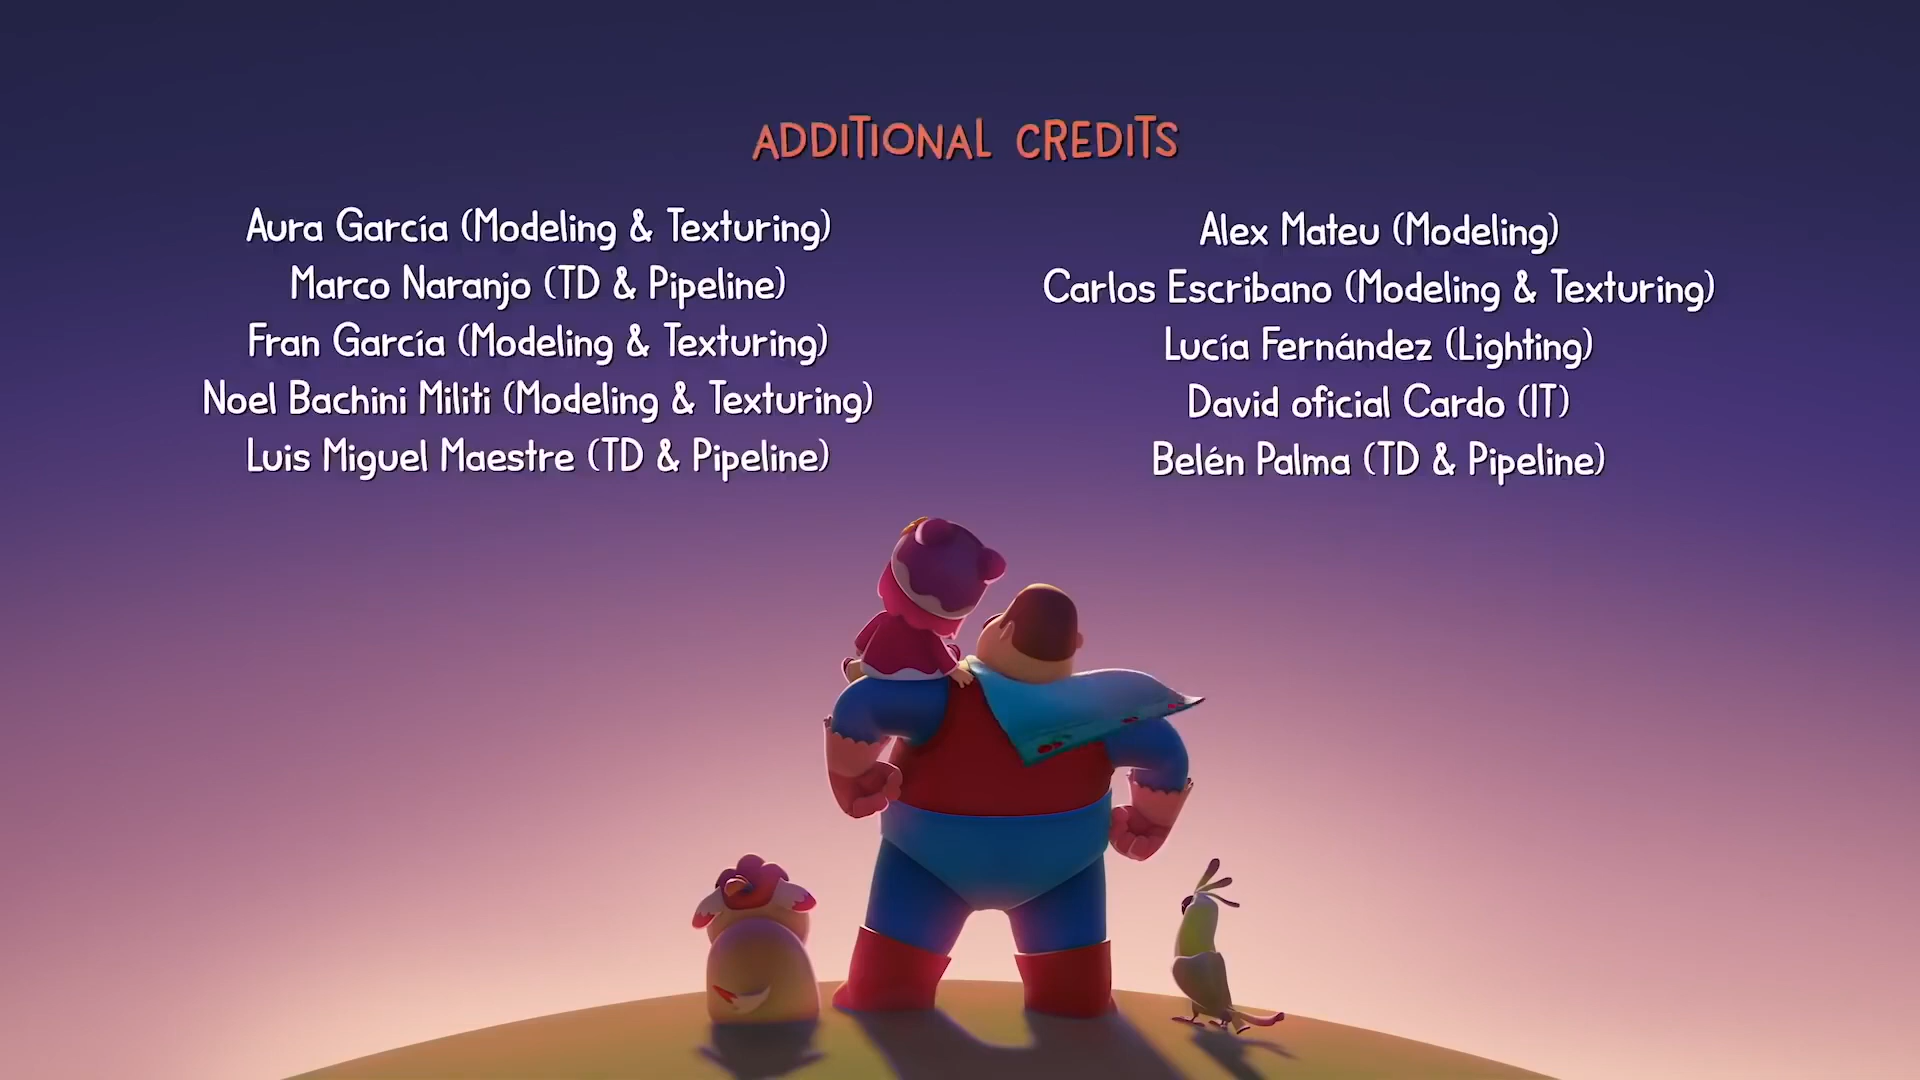 ADDITIONAL CREDITS
Aura García (Modeling & Texturing)
Marco Naranjo (TD & Pipeline)
Fran García (Modeling & Texturing)
Noel Bachini Militi (Modeling & Texturing)
Luis Miguel Maestre (TD & Pipeline)
Alex Mateu (Modeling)
Carlos Escribano (Modeling & Texturing)
Lucía Fernández (Lighting)
David oficial Cardo (IT)
Belén Palma (TD & Pipeline)